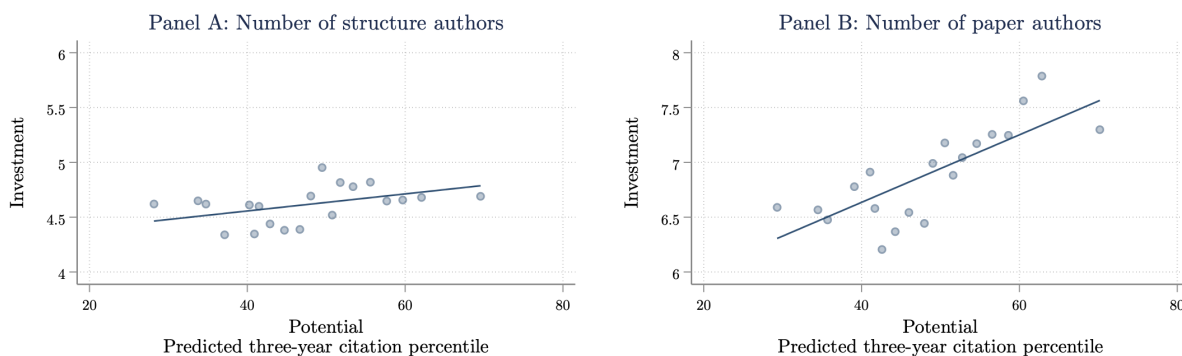 Panel A: Number of structure authors
6
5.5
5
4.5
4
Investment
20 40 60 80
Potential
Predicted three-year citation percentile
Panel B: Number of paper authors
8
7.5
7
6.5
6
Investment
20 40 60 80
Potential
Predicted three-year citation percentile